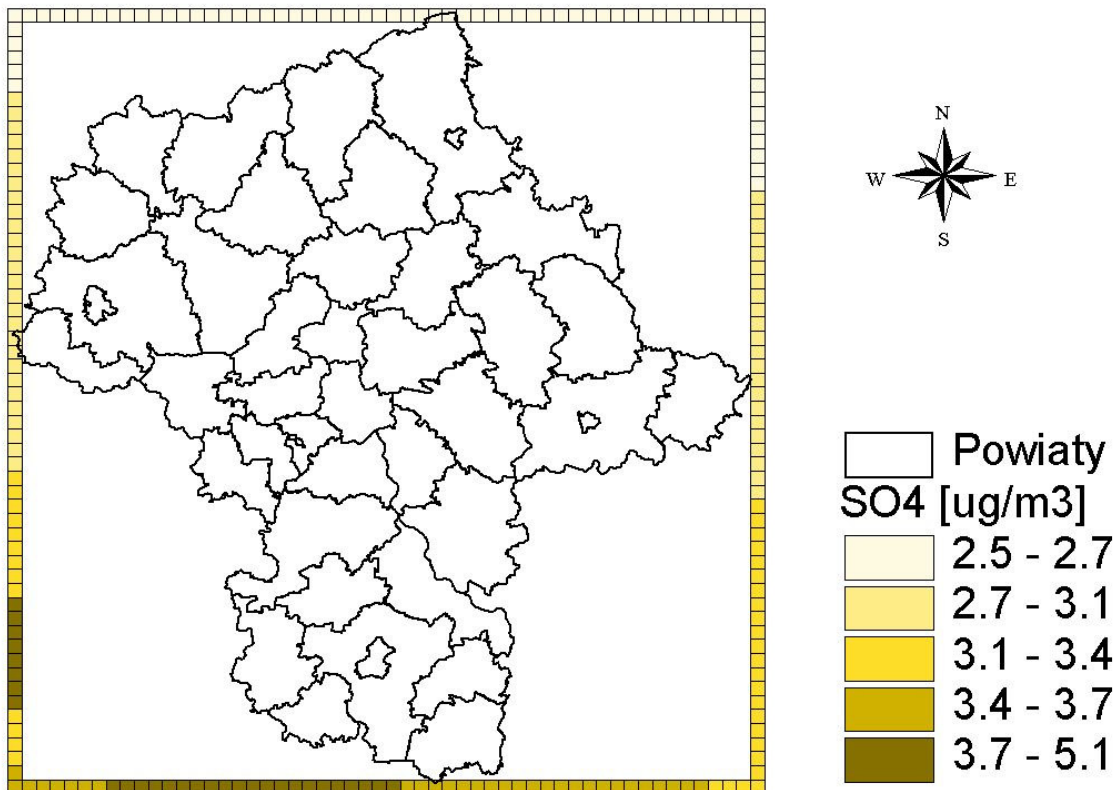 N
W E
S
Powiaty
SO4 [ug/m3]
2.5 - 2.7
2.7 - 3.1
3.1 - 3.4
3.4 - 3.7
3.7 - 5.1